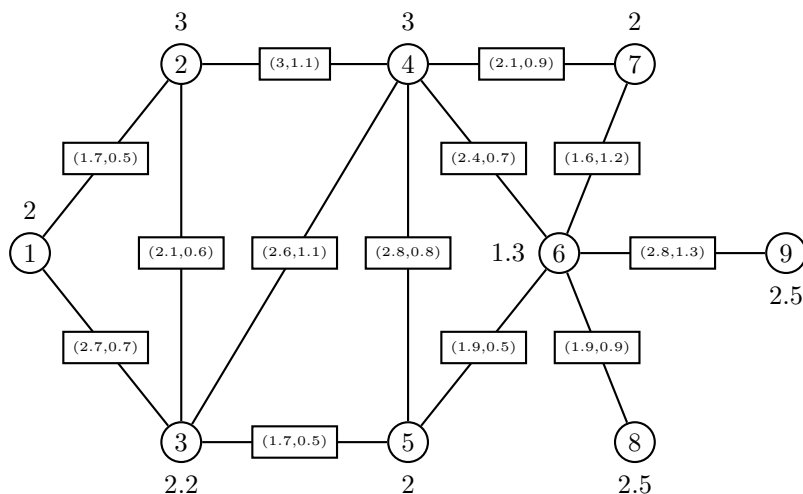 3 3 2
2 (3,1.1) 4 (2.1,0.9) 7
(1.7,0.5) (2.4,0.7) (1.6,1.2)
2
1 (2.1,0.6) (2.6,1.1) (2.8,0.8) 1.3 6 (2.8,1.3) 9
2.5
(2.7,0.7) (1.9,0.5) (1.9,0.9)
3 (1.7,0.5) 5 8
2.2 2 2.5